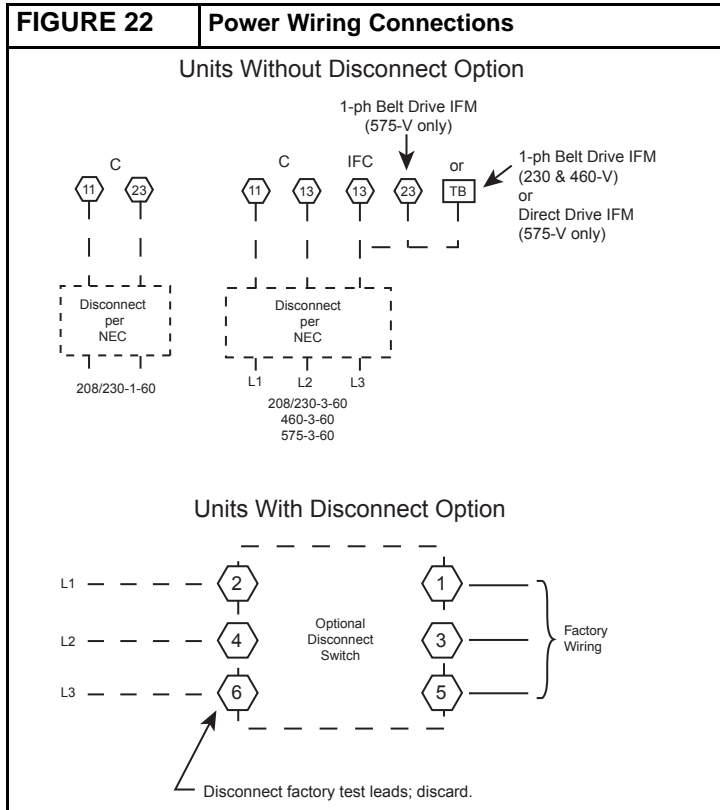 FIGURE 22 Power Wiring Connections
Units Without Disconnect Option
1-ph Belt Drive IFM
(575-V only)
C
11 23
C IFC or
11 13 13 23 TB
1-ph Belt Drive IFM
(230 & 460-V)
or
Direct Drive IFM
(575-V only)
Disconnect
per
NEC
208/230-1-60
Disconnect
per
NEC
L1 L2 L3
208/230-3-60
460-3-60
575-3-60
Units With Disconnect Option
L1 2 1
L2 4 3
L3 6 5
Optional
Disconnect
Switch
Factory
Wiring
Disconnect factory test leads; discard.